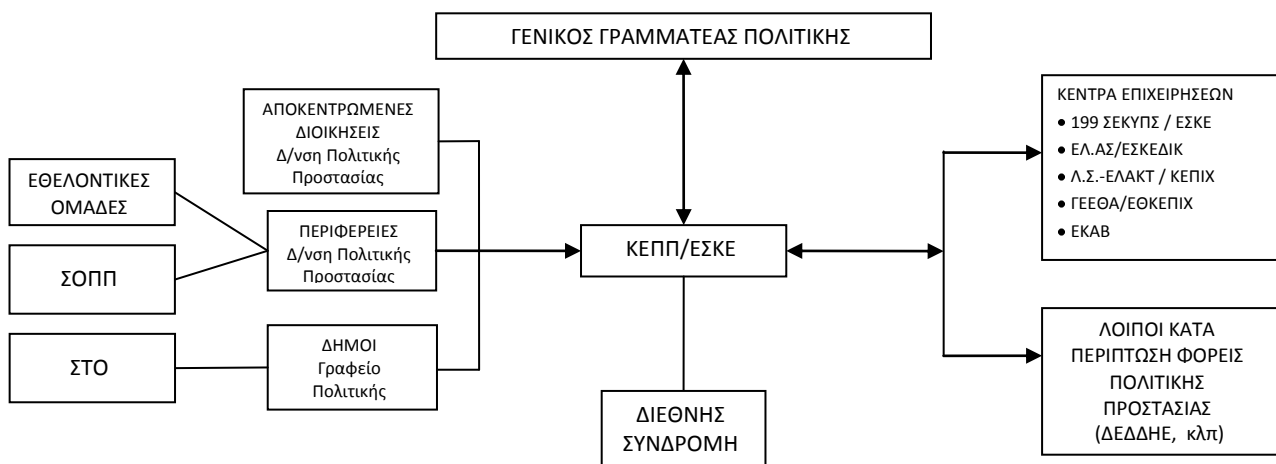 ΓΕΝΙΚΟΣ ΓΡΑΜΜΑΤΕΑΣ ΠΟΛΙΤΙΚΗΣ
ΑΠΟΚΕΝΤΡΩΜΕΝΕΣ
ΔΙΟΙΚΗΣΕΙΣ
Δ/νση Πολιτικής
Προστασίας
ΕΘΕΛΟΝΤΙΚΕΣ
ΟΜΑΔΕΣ
ΣΟΠΠ
ΣΤΟ
ΠΕΡΙΦΕΡΕΙΕΣ
Δ/νση Πολιτικής
Προστασίας
ΔΗΜΟΙ
Γραφείο
Πολιτικής
ΚΕΠΠ/ΕΣΚΕ
ΔΙΕΘΝΗΣ
ΣΥΝΔΡΟΜΗ
ΚΕΝΤΡΑ ΕΠΙΧΕΙΡΗΣΕΩΝ
• 199 ΣΕΚΥΠΣ / ΕΣΚΕ
• ΕΛ.ΑΣ/ΕΣΚΕΔΙΚ
• Λ.Σ.-ΕΛΑΚΤ / ΚΕΠΙΧ
• ΓΕΕΘΑ/ΕΘΚΕΠΙΧ
• ΕΚΑΒ
ΛΟΙΠΟΙ ΚΑΤΑ
ΠΕΡΙΠΤΩΣΗ ΦΟΡΕΙΣ
ΠΟΛΙΤΙΚΗΣ
ΠΡΟΣΤΑΣΙΑΣ
(ΔΕΔΔΗΕ, κλπ)